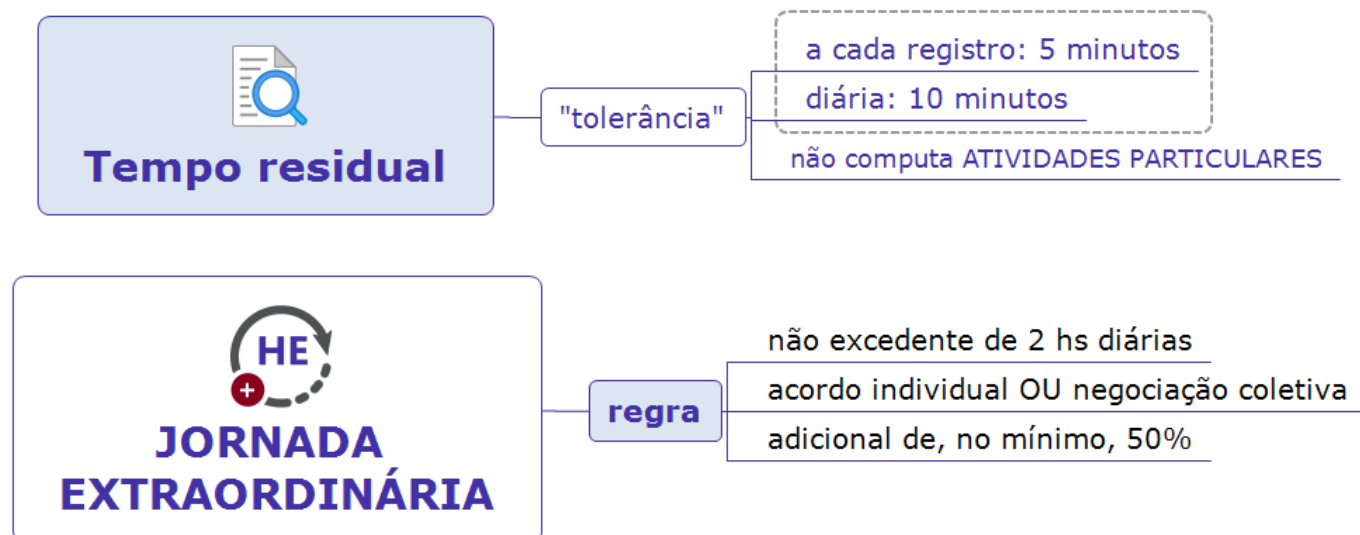 a cada registro: 5 minutos
"tolerância"
diária: 10 minutos
Tempo residual
não computa ATIVIDADES PARTICULARES
HE
+
JORNADA
EXTRAORDINÁRIA
regra
não excedente de 2 hs diárias
acordo individual OU negociação coletiva
adicional de, no mínimo, 50%